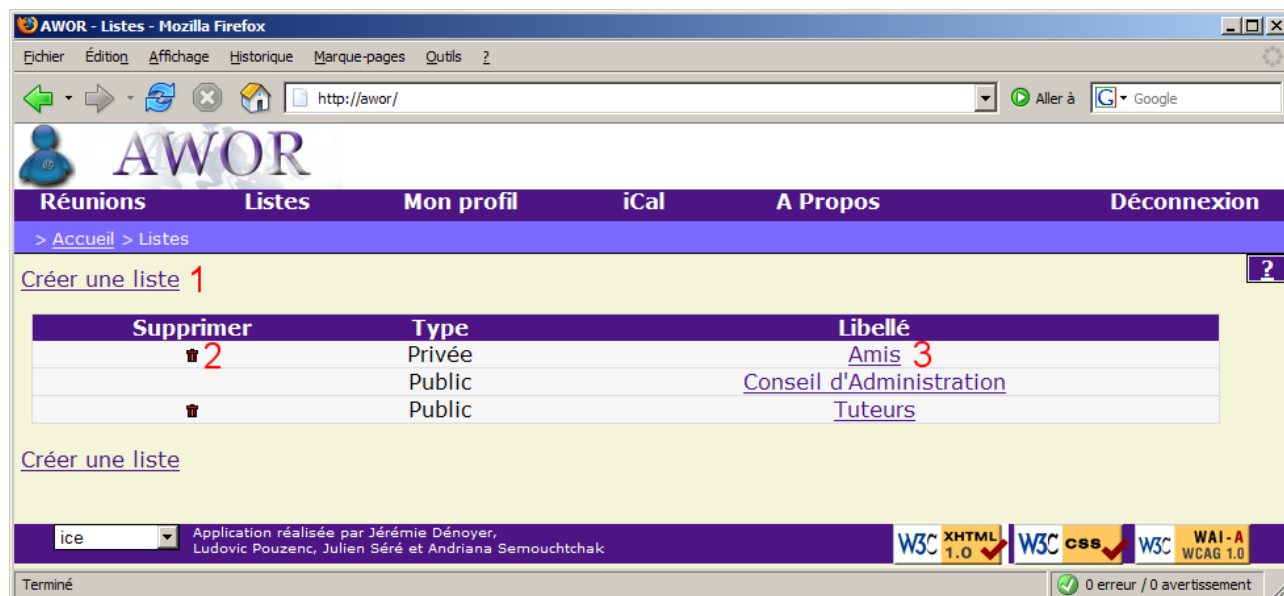 AWOR - Listes - Mozilla Firefox
Fichier Édition Affichage Historique Marque-pages Outils ?
http://awor/ Aller à G Google
AWOR
Réunions Listes Mon profil iCal A Propos Déconnexion
> Accueil > Listes
Créer une liste 1 ?
Supprimer Type Libellé
2 Privée Amis 3
Public Conseil d'Administration
Public Tuteurs
Créer une liste
ice Application réalisée par Jérémie Dénoyer,
Ludovic Pouzenc, Julien Séré et Andriana Semouchtchak
W3C XHTML 1.0 W3C css W3C WAI-A WCAG 1.0
Terminé 0 erreur / 0 avertissement